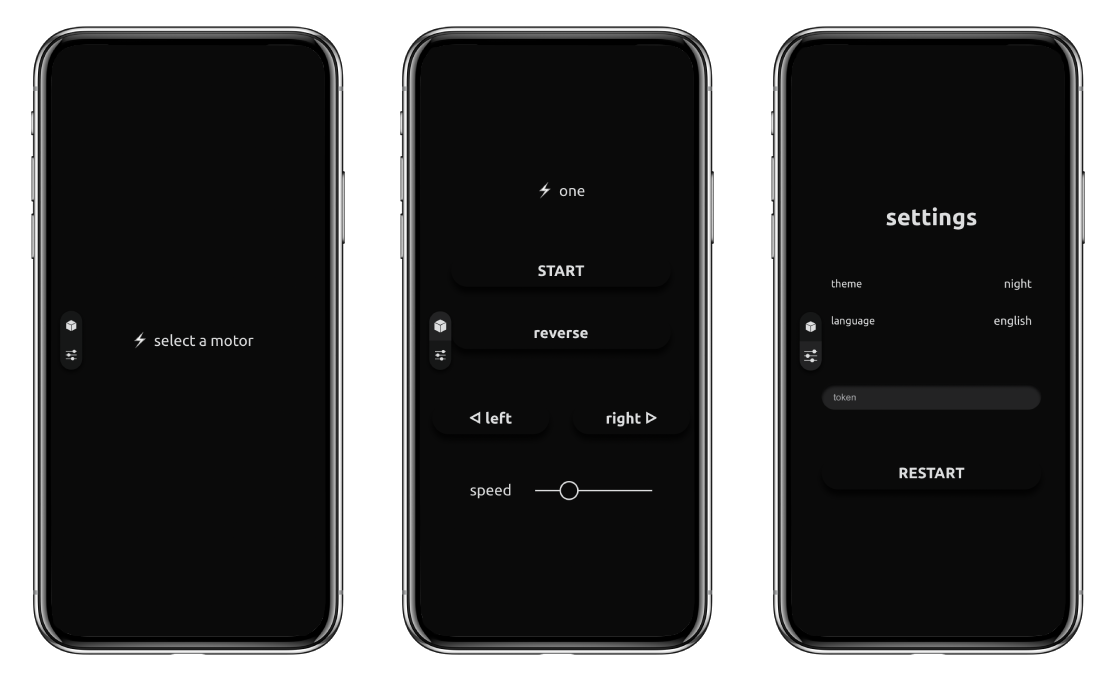 select a motor
one
START
reverse
left
right
speed
settings
theme night
language english
token
RESTART